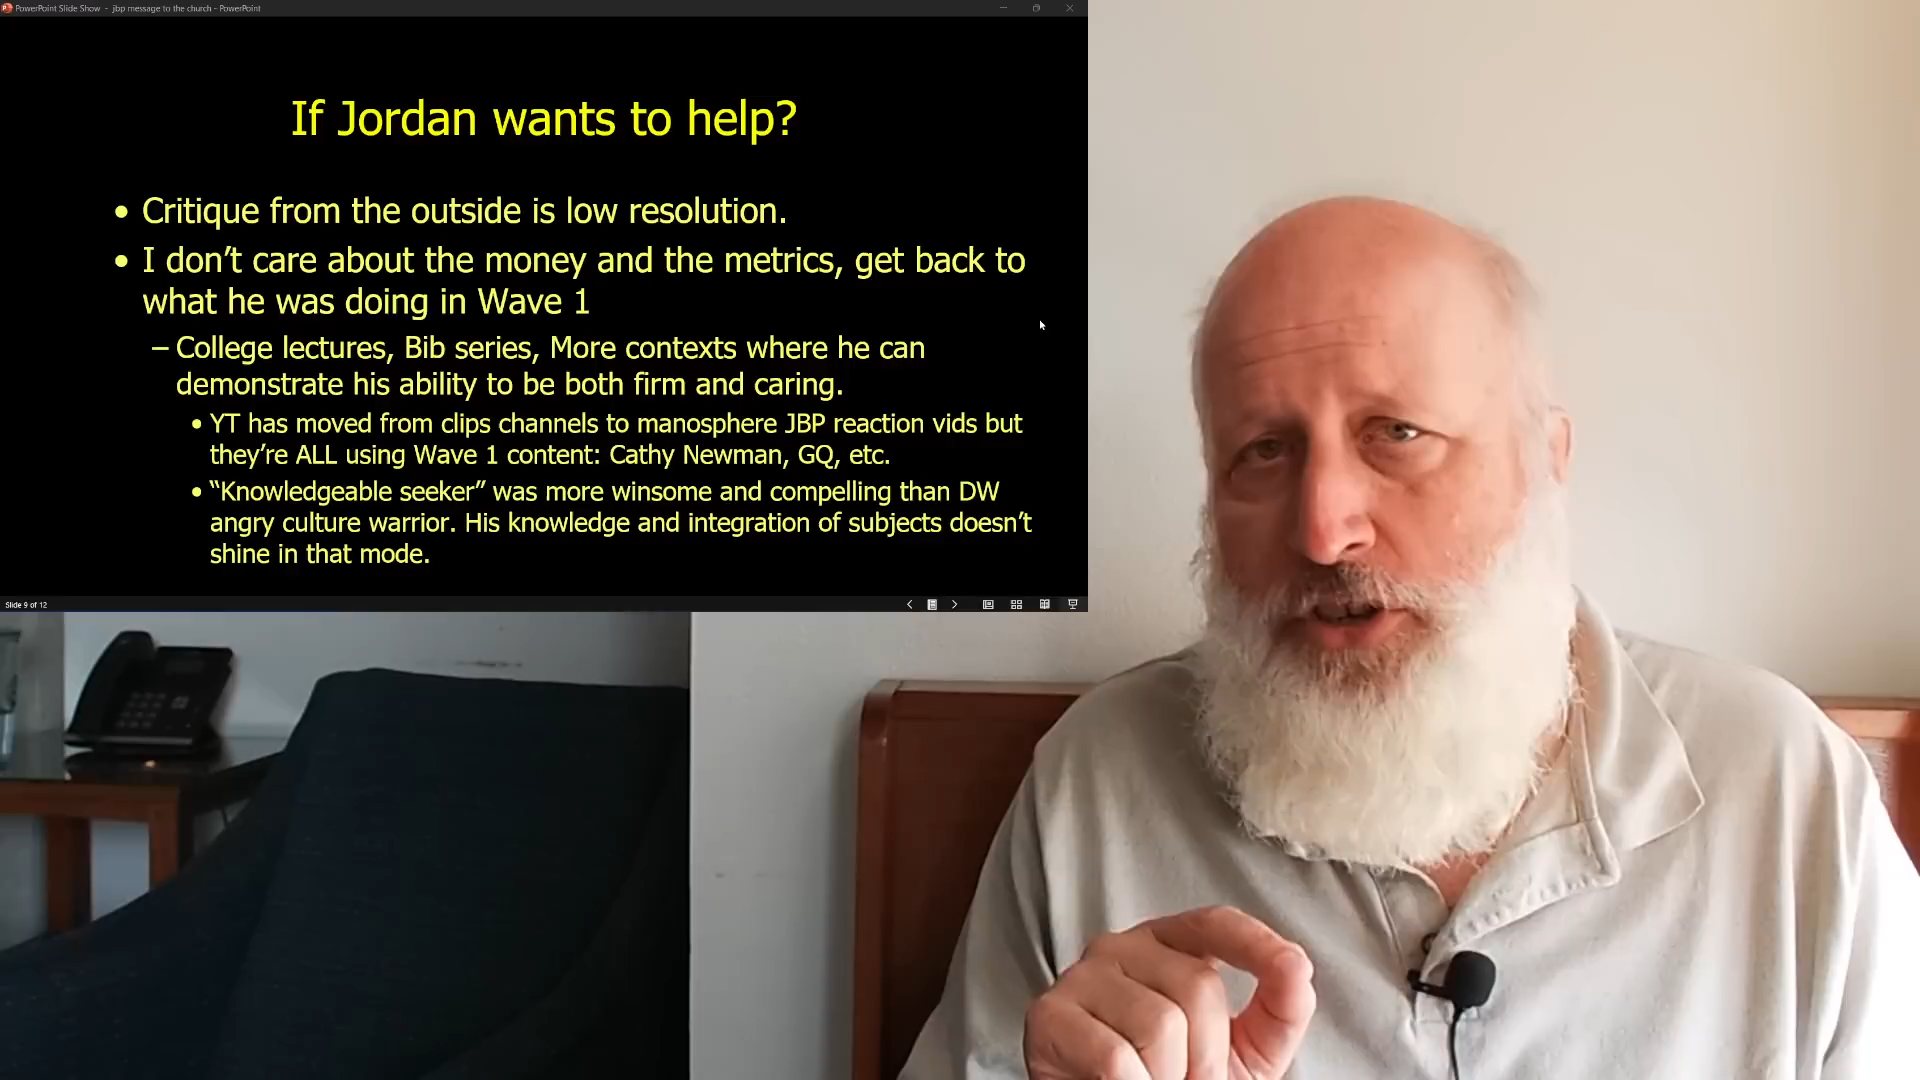 PowerPoint Slide Show - jbp message to the church - PowerPoint
If Jordan wants to help?
• Critique from the outside is low resolution.
• I don’t care about the money and the metrics, get back to
what he was doing in Wave 1
– College lectures, Bib series, More contexts where he can
demonstrate his ability to be both firm and caring.
• YT has moved from clips channels to manosphere JBP reaction vids but
they’re ALL using Wave 1 content: Cathy Newman, GQ, etc.
• “Knowledgeable seeker” was more winsome and compelling than DW
angry culture warrior. His knowledge and integration of subjects doesn’t
shine in that mode.
Slide 9 of 12